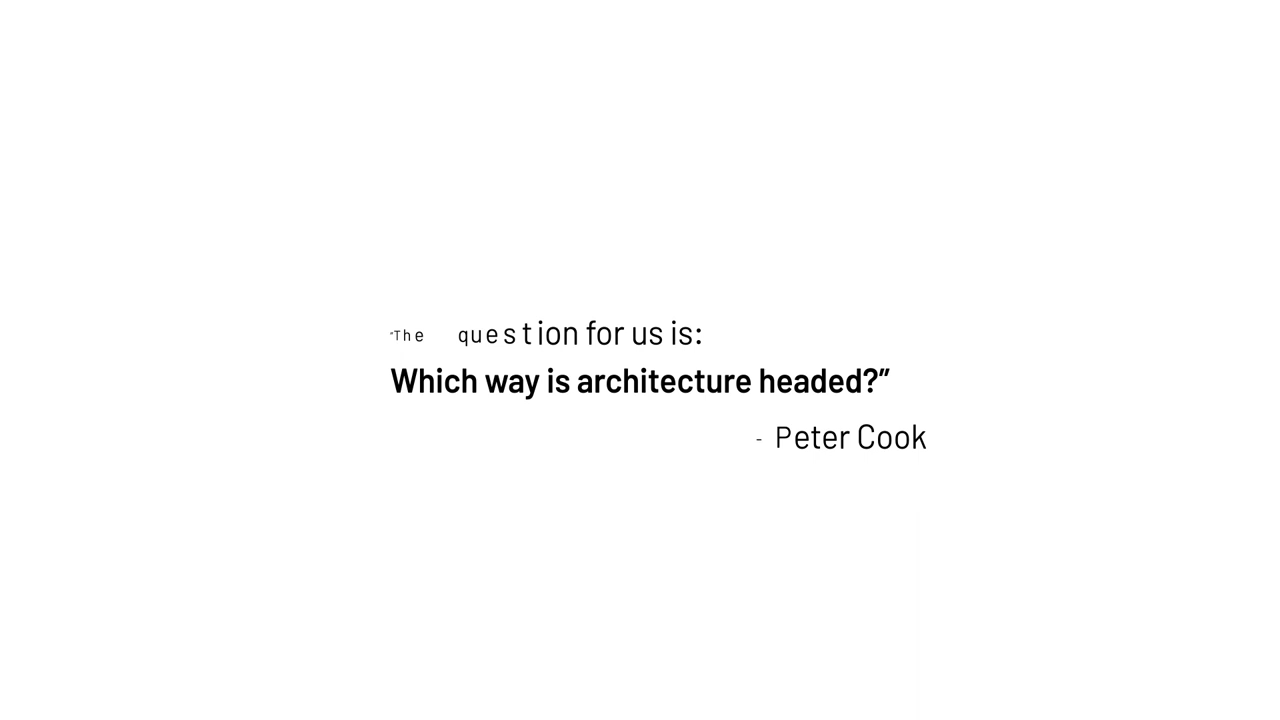 “The question for us is:
Which way is architecture headed?”
- Peter Cook